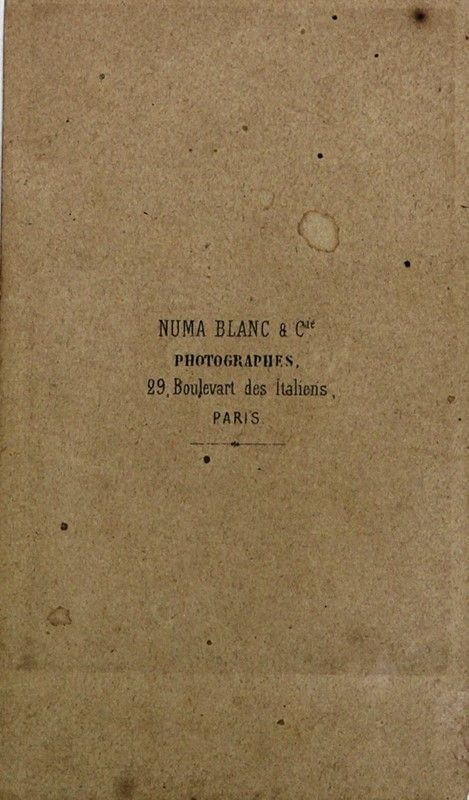 NUMA BLANC & Cie
PHOTOGRAPHES,
29, Boulevart des Italiens,
PARIS